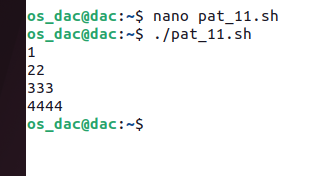 os_dac@dac:~$ nano pat_11.sh
os_dac@dac:~$ ./pat_11.sh
1
22
333
4444
os_dac@dac:~$